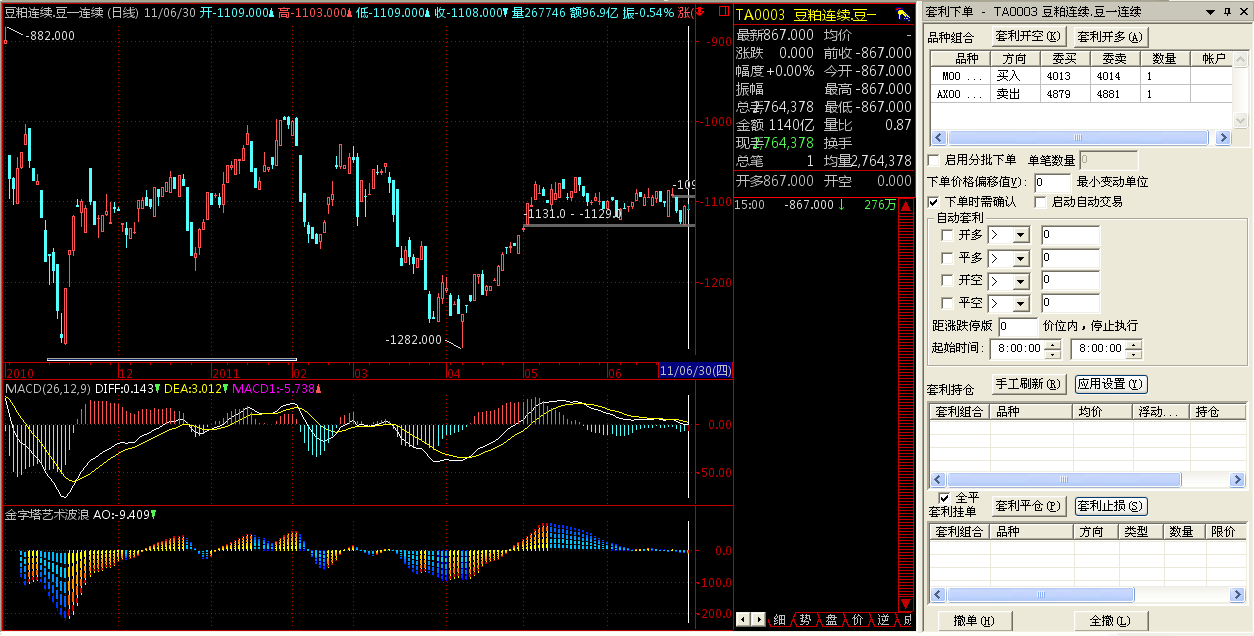 豆粕连续.豆一连续 (日线) 11/06/30 开-1109.000 高-1103.000 低-1109.000 收-1108.000 量267746 额96.9亿 振-0.54% 涨(
-882.000
-900
-1000
-109
-1100
-1131.0 - -1129.0
-1200
-1282.000
2010 12 2011 02 03 04 05 06 11/06/30(四)
MACD(26,12,9) DIFF:0.143 DEA:3.012 MACD1:-5.738
0.00
-50.00
金字塔艺术波浪 AO:-9.409
0.0
-100.0
-200.0
TA0003 豆粕连续.豆一
最新867.000 均价 -
涨跌 0.000 前收 -867.000
幅度 +0.00% 今开 -867.000
振幅 最高 -867.000
总手764,378 最低 -867.000
金额 1140亿 量比 0.87
现手764,378 换手
总笔 1 均量2,764,378
开多867.000 开空 0.000
15:00 -867.000 ↓ 276万
细 势 盘 价 逆 成
套利下单 - TA0003 豆粕连续.豆一连续
品种组合 套利开空(K) 套利开多(A)
品种 方向 委买 委卖 数量 帐户
M00 ... 买入 4013 4014 1
AX00 ... 卖出 4879 4881 1
启用分批下单 单笔数量 0
下单价格偏移值(V): 0 最小变动单位
下单时需确认 启动自动交易
自动套利
开多 > 0
平多 > 0
开空 > 0
平空 > 0
距涨跌停版 0 价位内，停止执行
起始时间: 8:00:00 8:00:00
套利持仓 手工刷新(R) 应用设置(Y)
套利组合 品种 均价 浮动... 持仓
全平
套利挂单 套利平仓(P) 套利止损(S)
套利组合 品种 方向 类型 数量 限价
撤单(H) 全撤(L)